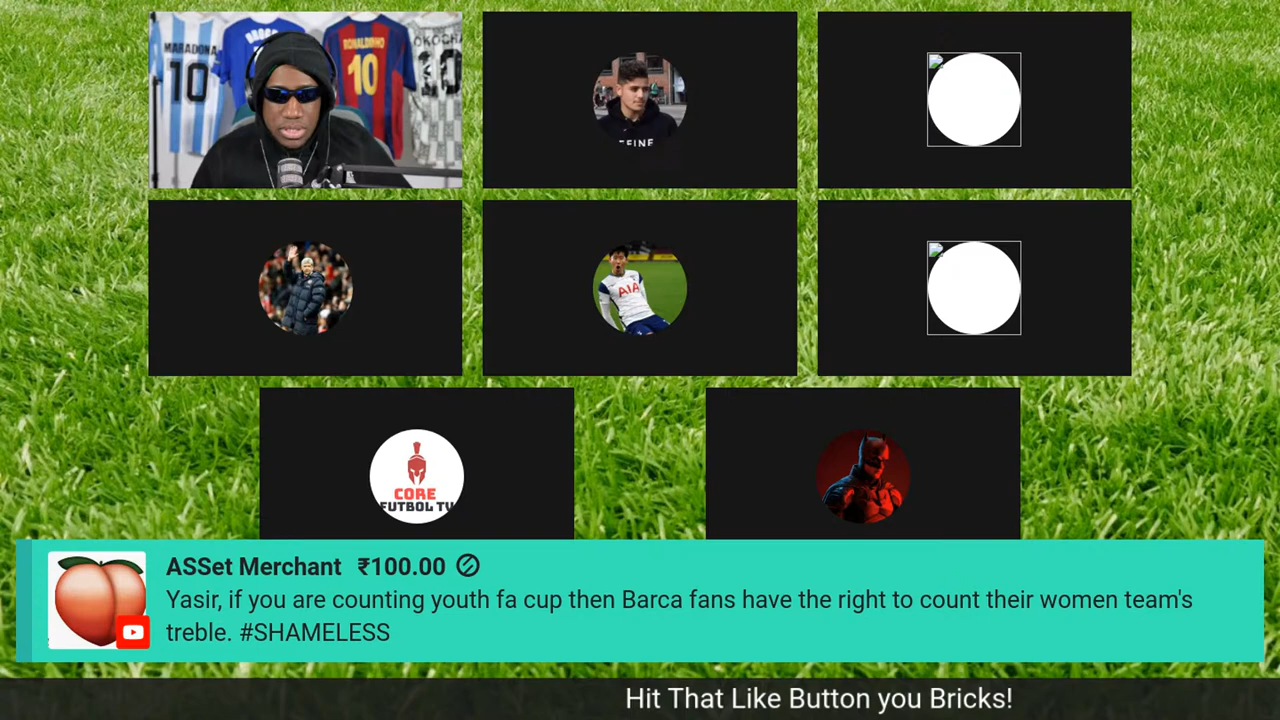 MARADONA
10
DROGBA
RONALDINHO
10
OKOCHA
10
AIA
CORE
FUTBOL TV
ASSet Merchant ₹100.00
Yasir, if you are counting youth fa cup then Barca fans have the right to count their women team's
treble. #SHAMELESS
Hit That Like Button you Bricks!